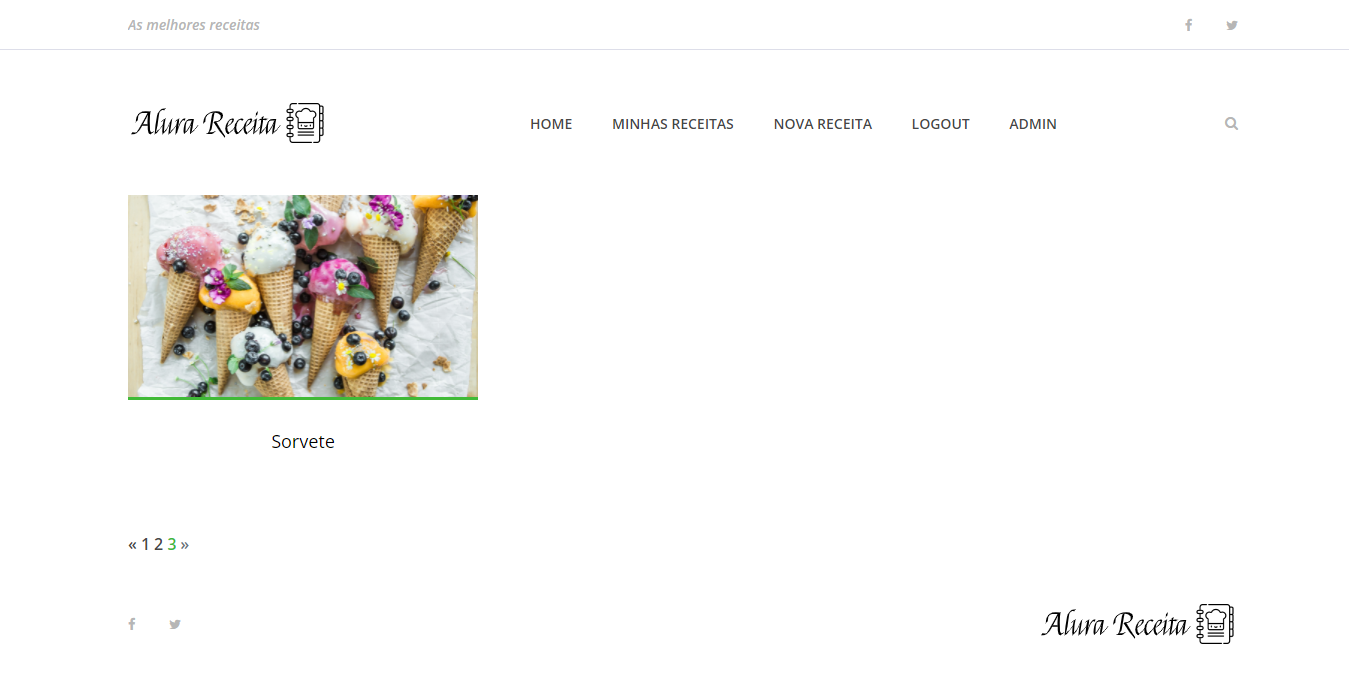 As melhores receitas
Alura Receita
HOME MINHAS RECEITAS NOVA RECEITA LOGOUT ADMIN
Sorvete
« 1 2 3 »
Alura Receita